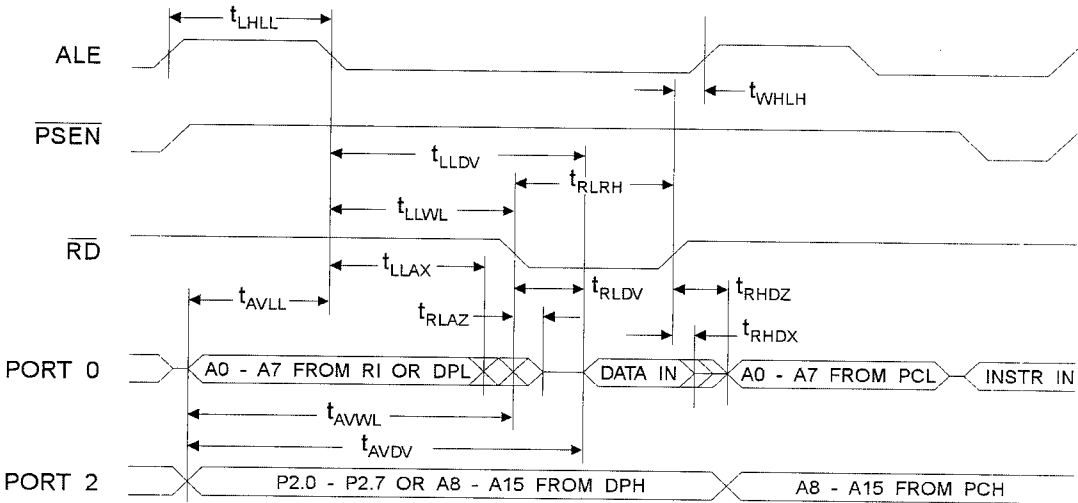 tLHLL
ALE
tWHLH
PSEN
tLLDV
tRLRH
tLLWL
RD
tLLAX
tRLDV
tRHDZ
tAVLL
tRLAZ
tRHDX
PORT 0
A0 - A7 FROM RI OR DPL
DATA IN
A0 - A7 FROM PCL
INSTR IN
tAVWL
tAVDV
PORT 2
P2.0 - P2.7 OR A8 - A15 FROM DPH
A8 - A15 FROM PCH